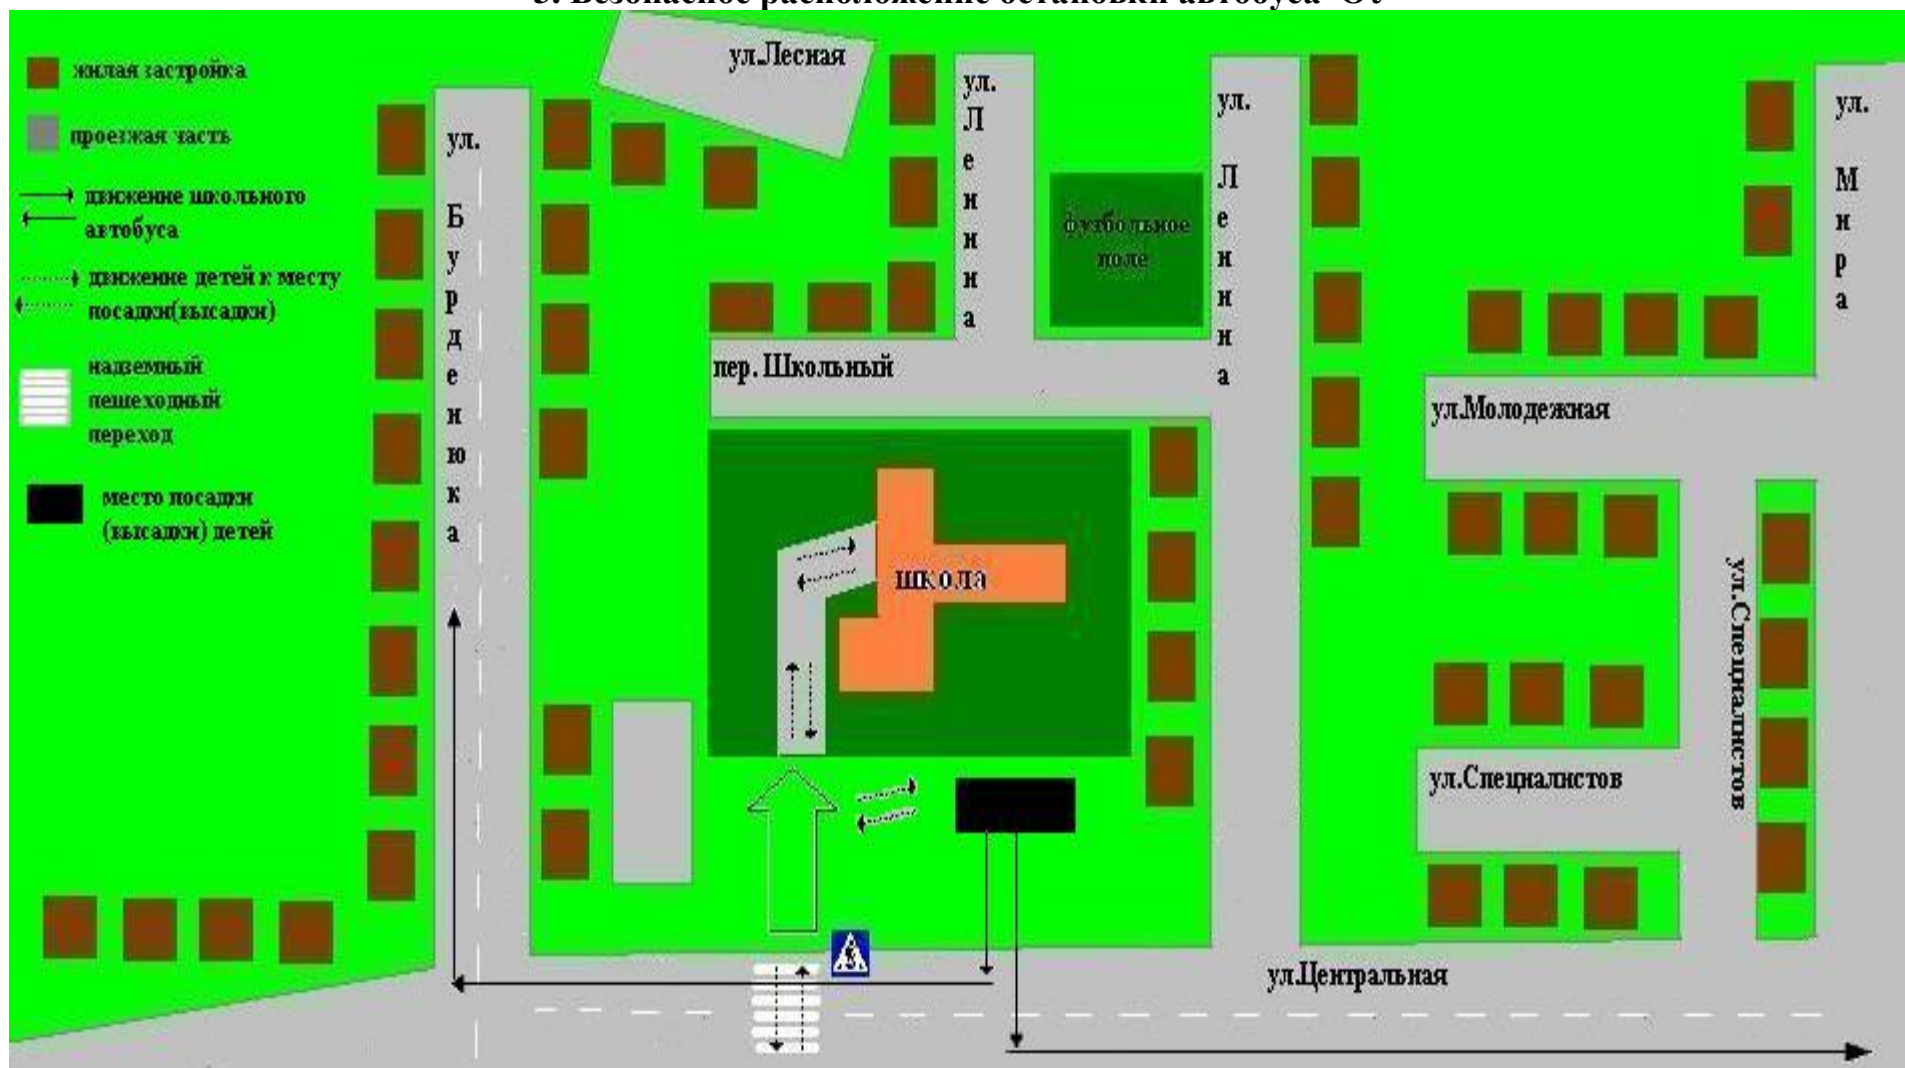 5. Безопасное расположение остановки автобуса ОУ
жилая застройка
проезжая часть
движение школьного
автобуса
движение детей к месту
посадки(высадки)
надземный
пешеходный
переход
место посадки
(высадки) детей
ул. Бурденюка
ул.Лесная
ул. Ленина
футбольное
поле
ул. Ленина
ул. Мира
пер. Школьный
ул.Молодежная
школа
ул.Специалистов
ул.Специалистов
ул.Центральная